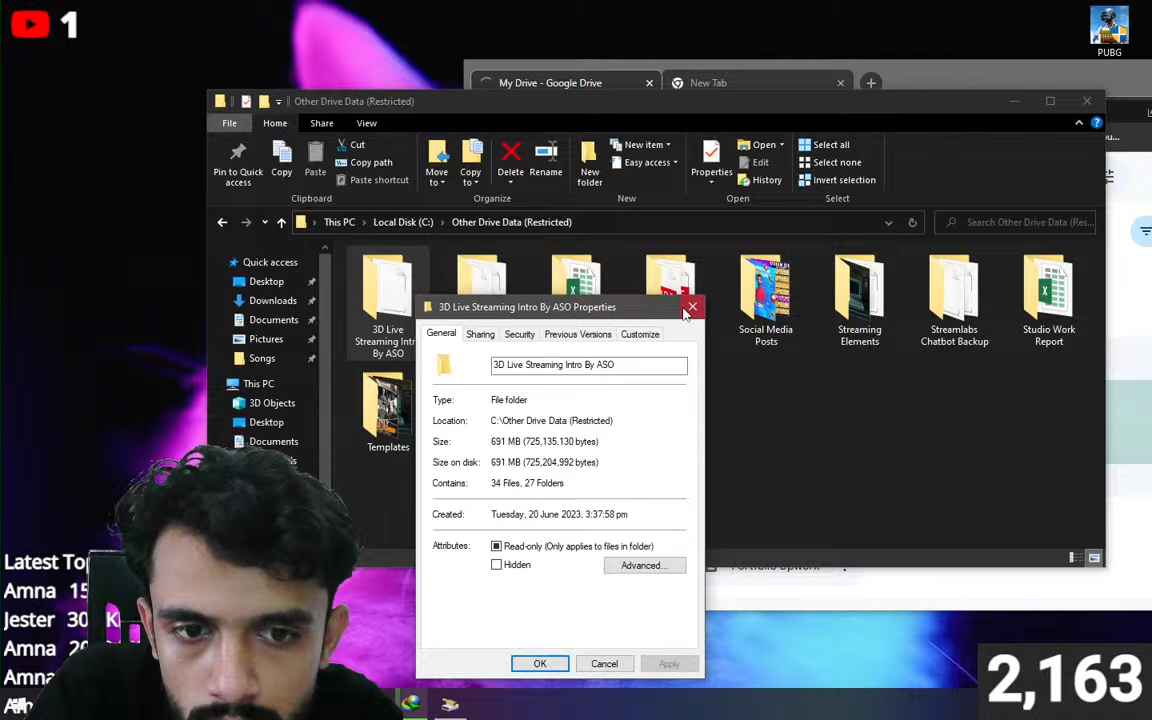 1
PUBG
My Drive - Google Drive
New Tab
Other Drive Data (Restricted)
File
Home
Share
View
Pin to Quick access
Copy
Paste
Cut
Copy path
Paste shortcut
Clipboard
Move to
Copy to
Delete
Rename
Organize
New folder
New item
Easy access
New
Properties
Open
Edit
History
Open
Select all
Select none
Invert selection
Select
This PC
Local Disk (C:)
Other Drive Data (Restricted)
Search Other Drive Data (Res...
Quick access
Desktop
Downloads
Documents
Pictures
Songs
This PC
3D Objects
Desktop
Documents
3D Live
Streaming Intr
By ASO
Social Media
Posts
Streaming
Elements
Streamlabs
Chatbot Backup
Studio Work
Report
Templates
3D Live Streaming Intro By ASO Properties
General
Sharing
Security
Previous Versions
Customize
3D Live Streaming Intro By ASO
Type: File folder
Location: C:\Other Drive Data (Restricted)
Size: 691 MB (725,135,130 bytes)
Size on disk: 691 MB (725,204,992 bytes)
Contains: 34 Files, 27 Folders
Created: Tuesday, 20 June 2023, 3:37:58 pm
Attributes: Read-only (Only applies to files in folder)
Hidden
Advanced...
OK
Cancel
Apply
Latest To
Amna 15
Jester 30 K
Amna 20
Amna
2,163